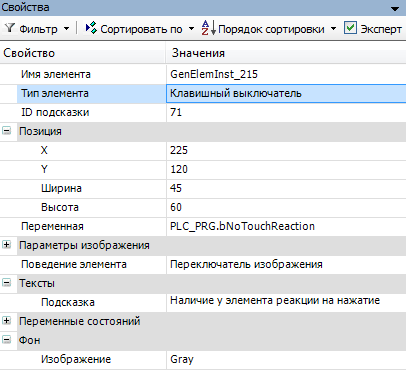 Свойства
Фильтр Сортировать по Порядок сортировки Эксперт
Свойство Значения
Имя элемента GenElemInst_215
Тип элемента Клавишный выключатель
ID подсказки 71
Позиция
X 225
Y 120
Ширина 45
Высота 60
Переменная PLC_PRG.bNoTouchReaction
Параметры изображения
Поведение элемента Переключатель изображения
Тексты
Подсказка Наличие у элемента реакции на нажатие
Переменные состояний
Фон
Изображение Gray